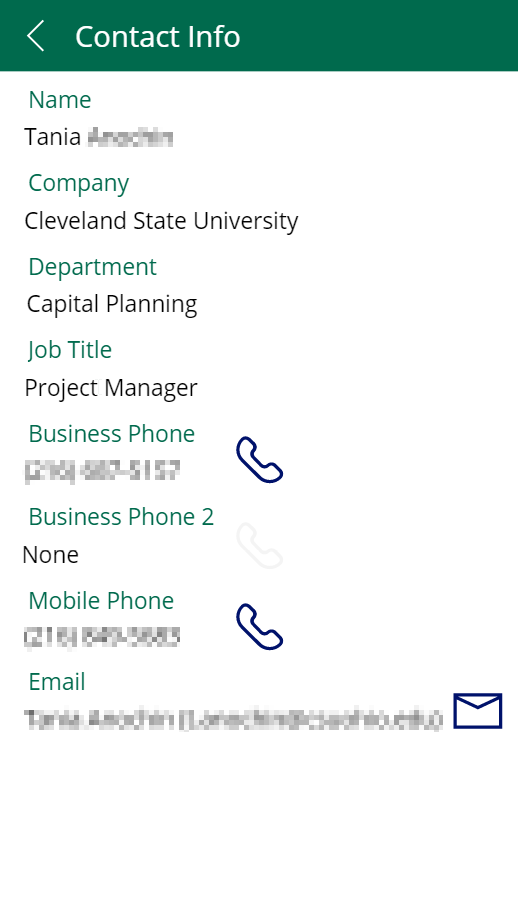 Contact Info
Name
Tania
Company
Cleveland State University
Department
Capital Planning
Job Title
Project Manager
Business Phone
Business Phone 2
None
Mobile Phone
Email